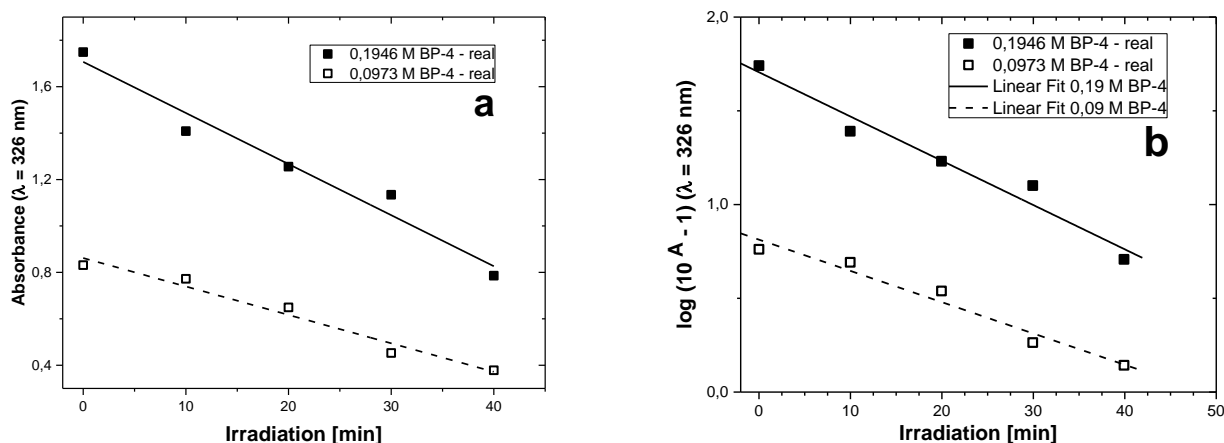 a
0,1946 M BP-4 - real
0,0973 M BP-4 - real
Absorbance (λ = 326 nm)
1,6
1,2
0,8
0,4
0 10 20 30 40
Irradiation [min]
b
0,1946 M BP-4 - real
0,0973 M BP-4 - real
Linear Fit 0,19 M BP-4
Linear Fit 0,09 M BP-4
log (10 A - 1) (λ = 326 nm)
2,0
1,0
0,0
0 10 20 30 40 50
Irradiation [min]